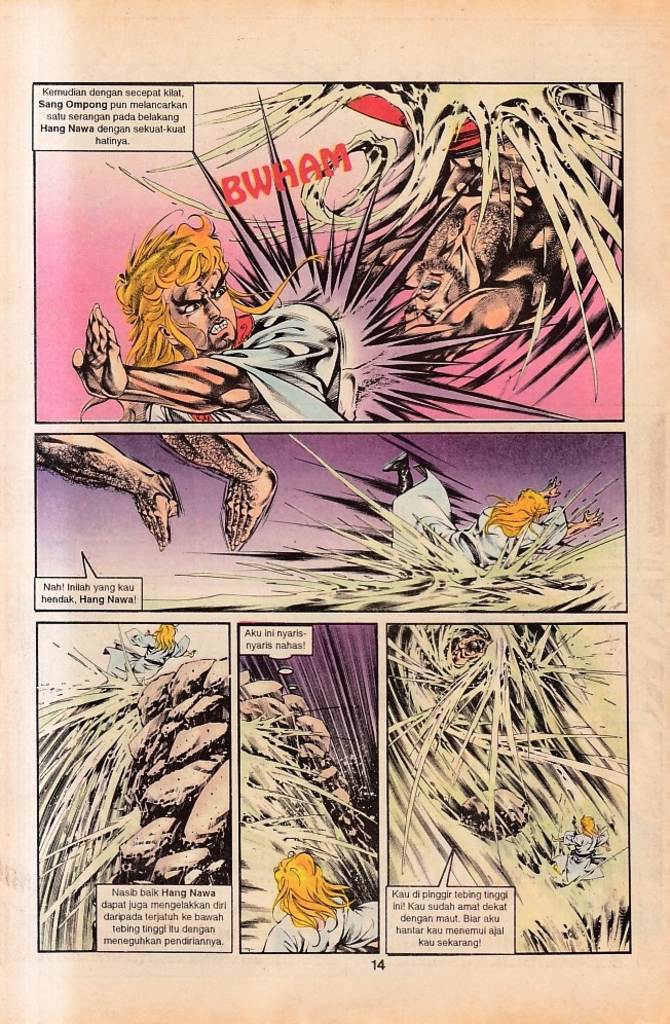 Kemudian dengan secepat kilat,
Sang Ompong pun melancarkan
satu serangan pada belakang
Hang Nawa dengan sekuat-kuat
hatinya.
BWHAM
Nah! Inilah yang kau
hendak, Hang Nawa!
Nasib baik Hang Nawa
dapat juga mengelakkan diri
daripada terjatuh ke bawah
tebing tinggi itu dengan
meneguhkan pendiriannya.
Aku ini nyaris-
nyaris nahas!
Kau di pinggir tebing tinggi
ini! Kau sudah amat dekat
dengan maut. Biar aku
hantar kau menemui ajal
kau sekarang!
14